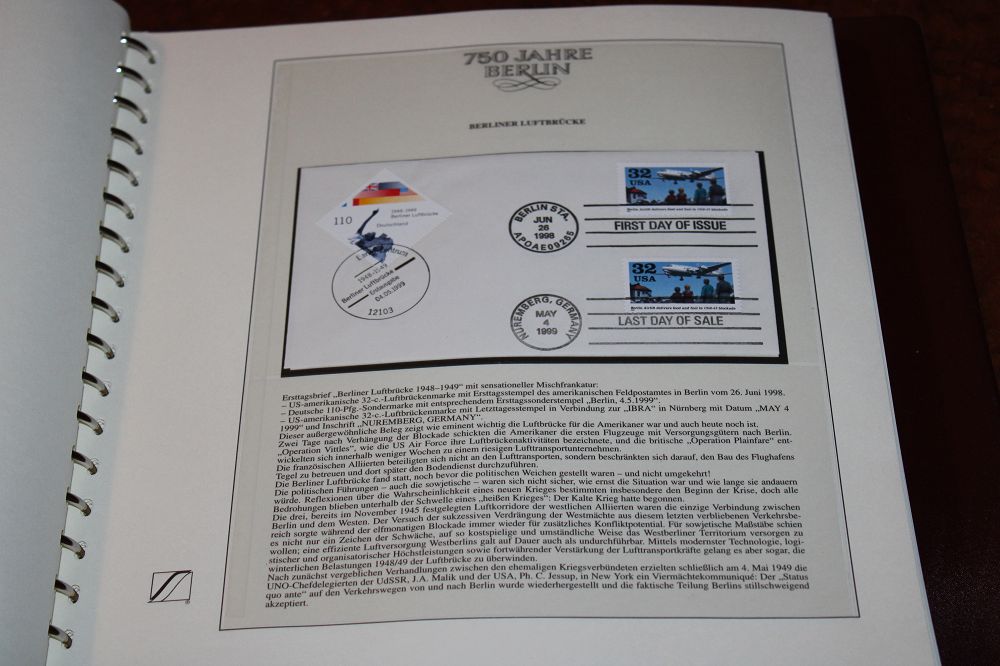 750 JAHRE
BERLIN
BERLINER LUFTBRÜCKE
110
1948-1949
Berliner Luftbrücke
Deutschland
1948-1949
Berliner Luftbrücke
Erstausgabe
04.05.1999
12103
BERLIN STA.
JUN
26
1998
APOAE09265
32
USA
Berlin Airlift delivers food and fuel to 1948-49 blockade
FIRST DAY OF ISSUE
32
USA
NUREMBERG, GERMANY
MAY
4
1999
LAST DAY OF SALE
Ersttagsbrief „Berliner Luftbrücke 1948–1949" mit sensationeller Mischfrankatur:
– US-amerikanische 32-c.-Luftbrückenmarke mit Ersttagsstempel des amerikanischen Feldpostamtes in Berlin vom 26. Juni 1998.
– Deutsche 110-Pfg.-Sondermarke mit entsprechendem Ersttagssonderstempel „Berlin, 4.5.1999".
– US-amerikanische 32-c.-Luftbrückenmarke mit Letzttagesstempel in Verbindung zur „IBRA" in Nürnberg mit Datum „MAY 4
1999" und Inschrift „NUREMBERG, GERMANY".
Dieser außergewöhnliche Beleg zeigt wie eminent wichtig die Luftbrücke für die Amerikaner war und auch heute noch ist.
Zwei Tage nach Verhängung der Blockade schickten die Amerikaner die ersten Flugzeuge mit Versorgungsgütern nach Berlin.
„Operation Vittles", wie die US Air Force ihre Luftbrückenaktivitäten bezeichnete, und die britische „Operation Plainfare" ent-
wickelten sich innerhalb weniger Wochen zu einem riesigen Lufttransportunternehmen.
Die französischen Alliierten beteiligten sich nicht an den Lufttransporten, sondern beschränkten sich darauf, den Bau des Flughafens
Tegel zu betreuen und dort später den Bodendienst durchzuführen.
Die Berliner Luftbrücke fand statt, noch bevor die politischen Weichen gestellt waren – und nicht umgekehrt!
Die politischen Führungen – auch die sowjetische – waren sich nicht sicher, wie ernst die Situation war und wie lange sie andauern
würde. Reflexionen über die Wahrscheinlichkeit eines neuen Krieges bestimmten insbesondere den Beginn der Krise, doch alle
Bedrohungen blieben unterhalb der Schwelle eines „heißen Krieges": Der Kalte Krieg hatte begonnen.
Die drei, bereits im November 1945 festgelegten Luftkorridore der westlichen Alliierten waren die einzige Verbindung zwischen
Berlin und dem Westen. Der Versuch der sukzessiven Verdrängung der Westmächte aus diesem letzten verbliebenen Verkehrsbe-
reich sorgte während der elfmonatigen Blockade immer wieder für zusätzliches Konfliktpotential. Für sowjetische Maßstäbe schien
es nicht nur ein Zeichen der Schwäche, auf so kostspielige und umständliche Weise das Westberliner Territorium versorgen zu
wollen; eine effiziente Luftversorgung Westberlins galt auf Dauer auch als undurchführbar. Mittels modernster Technologie, logi-
stischer und organisatorischer Höchstleistungen sowie fortwährender Verstärkung der Lufttransportkräfte gelang es aber sogar, die
winterlichen Belastungen 1948/49 der Luftbrücke zu überwinden.
Nach zunächst vergeblichen Verhandlungen zwischen den ehemaligen Kriegsverbündeten erzielten schließlich am 4. Mai 1949 die
UNO-Chefdelegierten der UdSSR, J.A. Malik und der USA, Ph. C. Jessup, in New York ein Viermächtekommuniqué: Der „Status
quo ante" auf den Verkehrswegen von und nach Berlin wurde wiederhergestellt und die faktische Teilung Berlins stillschweigend
akzeptiert.